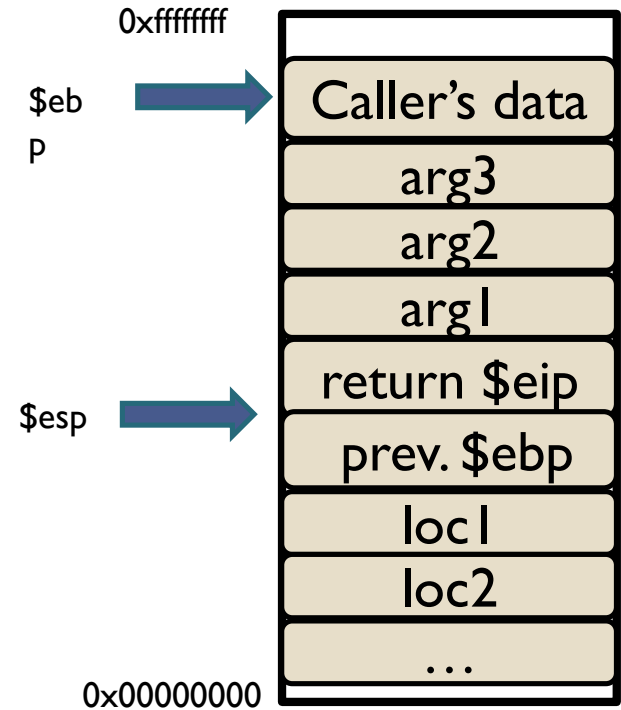 0xffffffff
$eb
p
Caller's data
arg3
arg2
arg1
return $eip
$esp
prev. $ebp
loc1
loc2
...
0x00000000